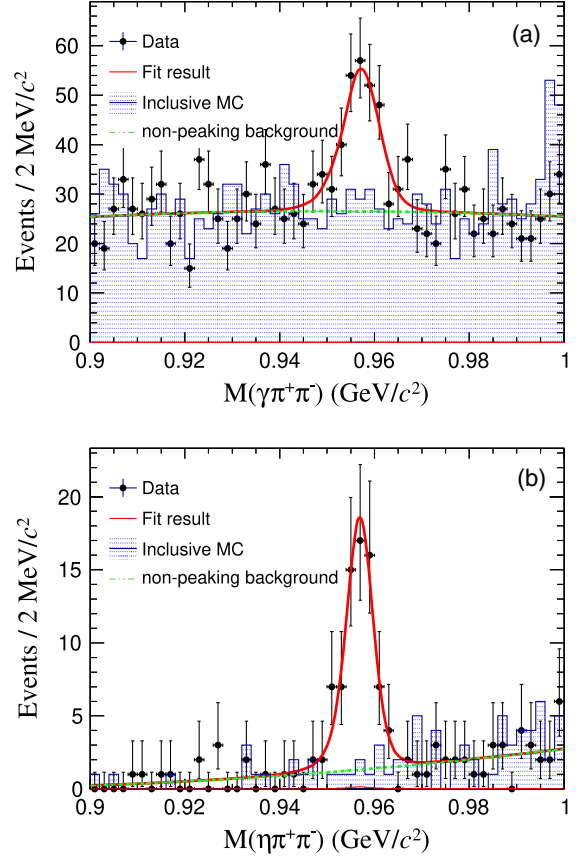 (a)
Data
Fit result
Inclusive MC
non-peaking background
Events / 2 MeV/c²
60
50
40
30
20
10
0
0.9 0.92 0.94 0.96 0.98 1
M(γπ⁺π⁻) (GeV/c²)
(b)
Data
Fit result
Inclusive MC
non-peaking background
Events / 2 MeV/c²
20
15
10
5
0
0.9 0.92 0.94 0.96 0.98 1
M(ηπ⁺π⁻) (GeV/c²)